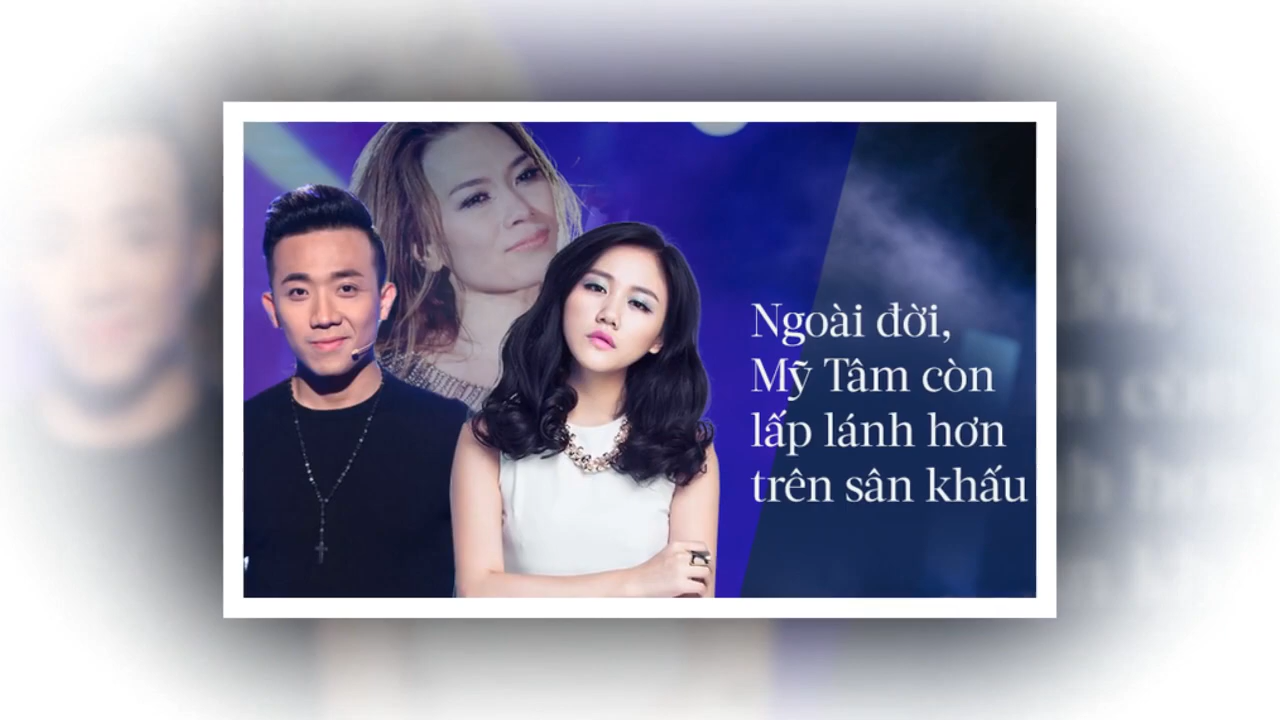 Ngoài đời,
Mỹ Tâm còn
lấp lánh hơn
trên sân khấu